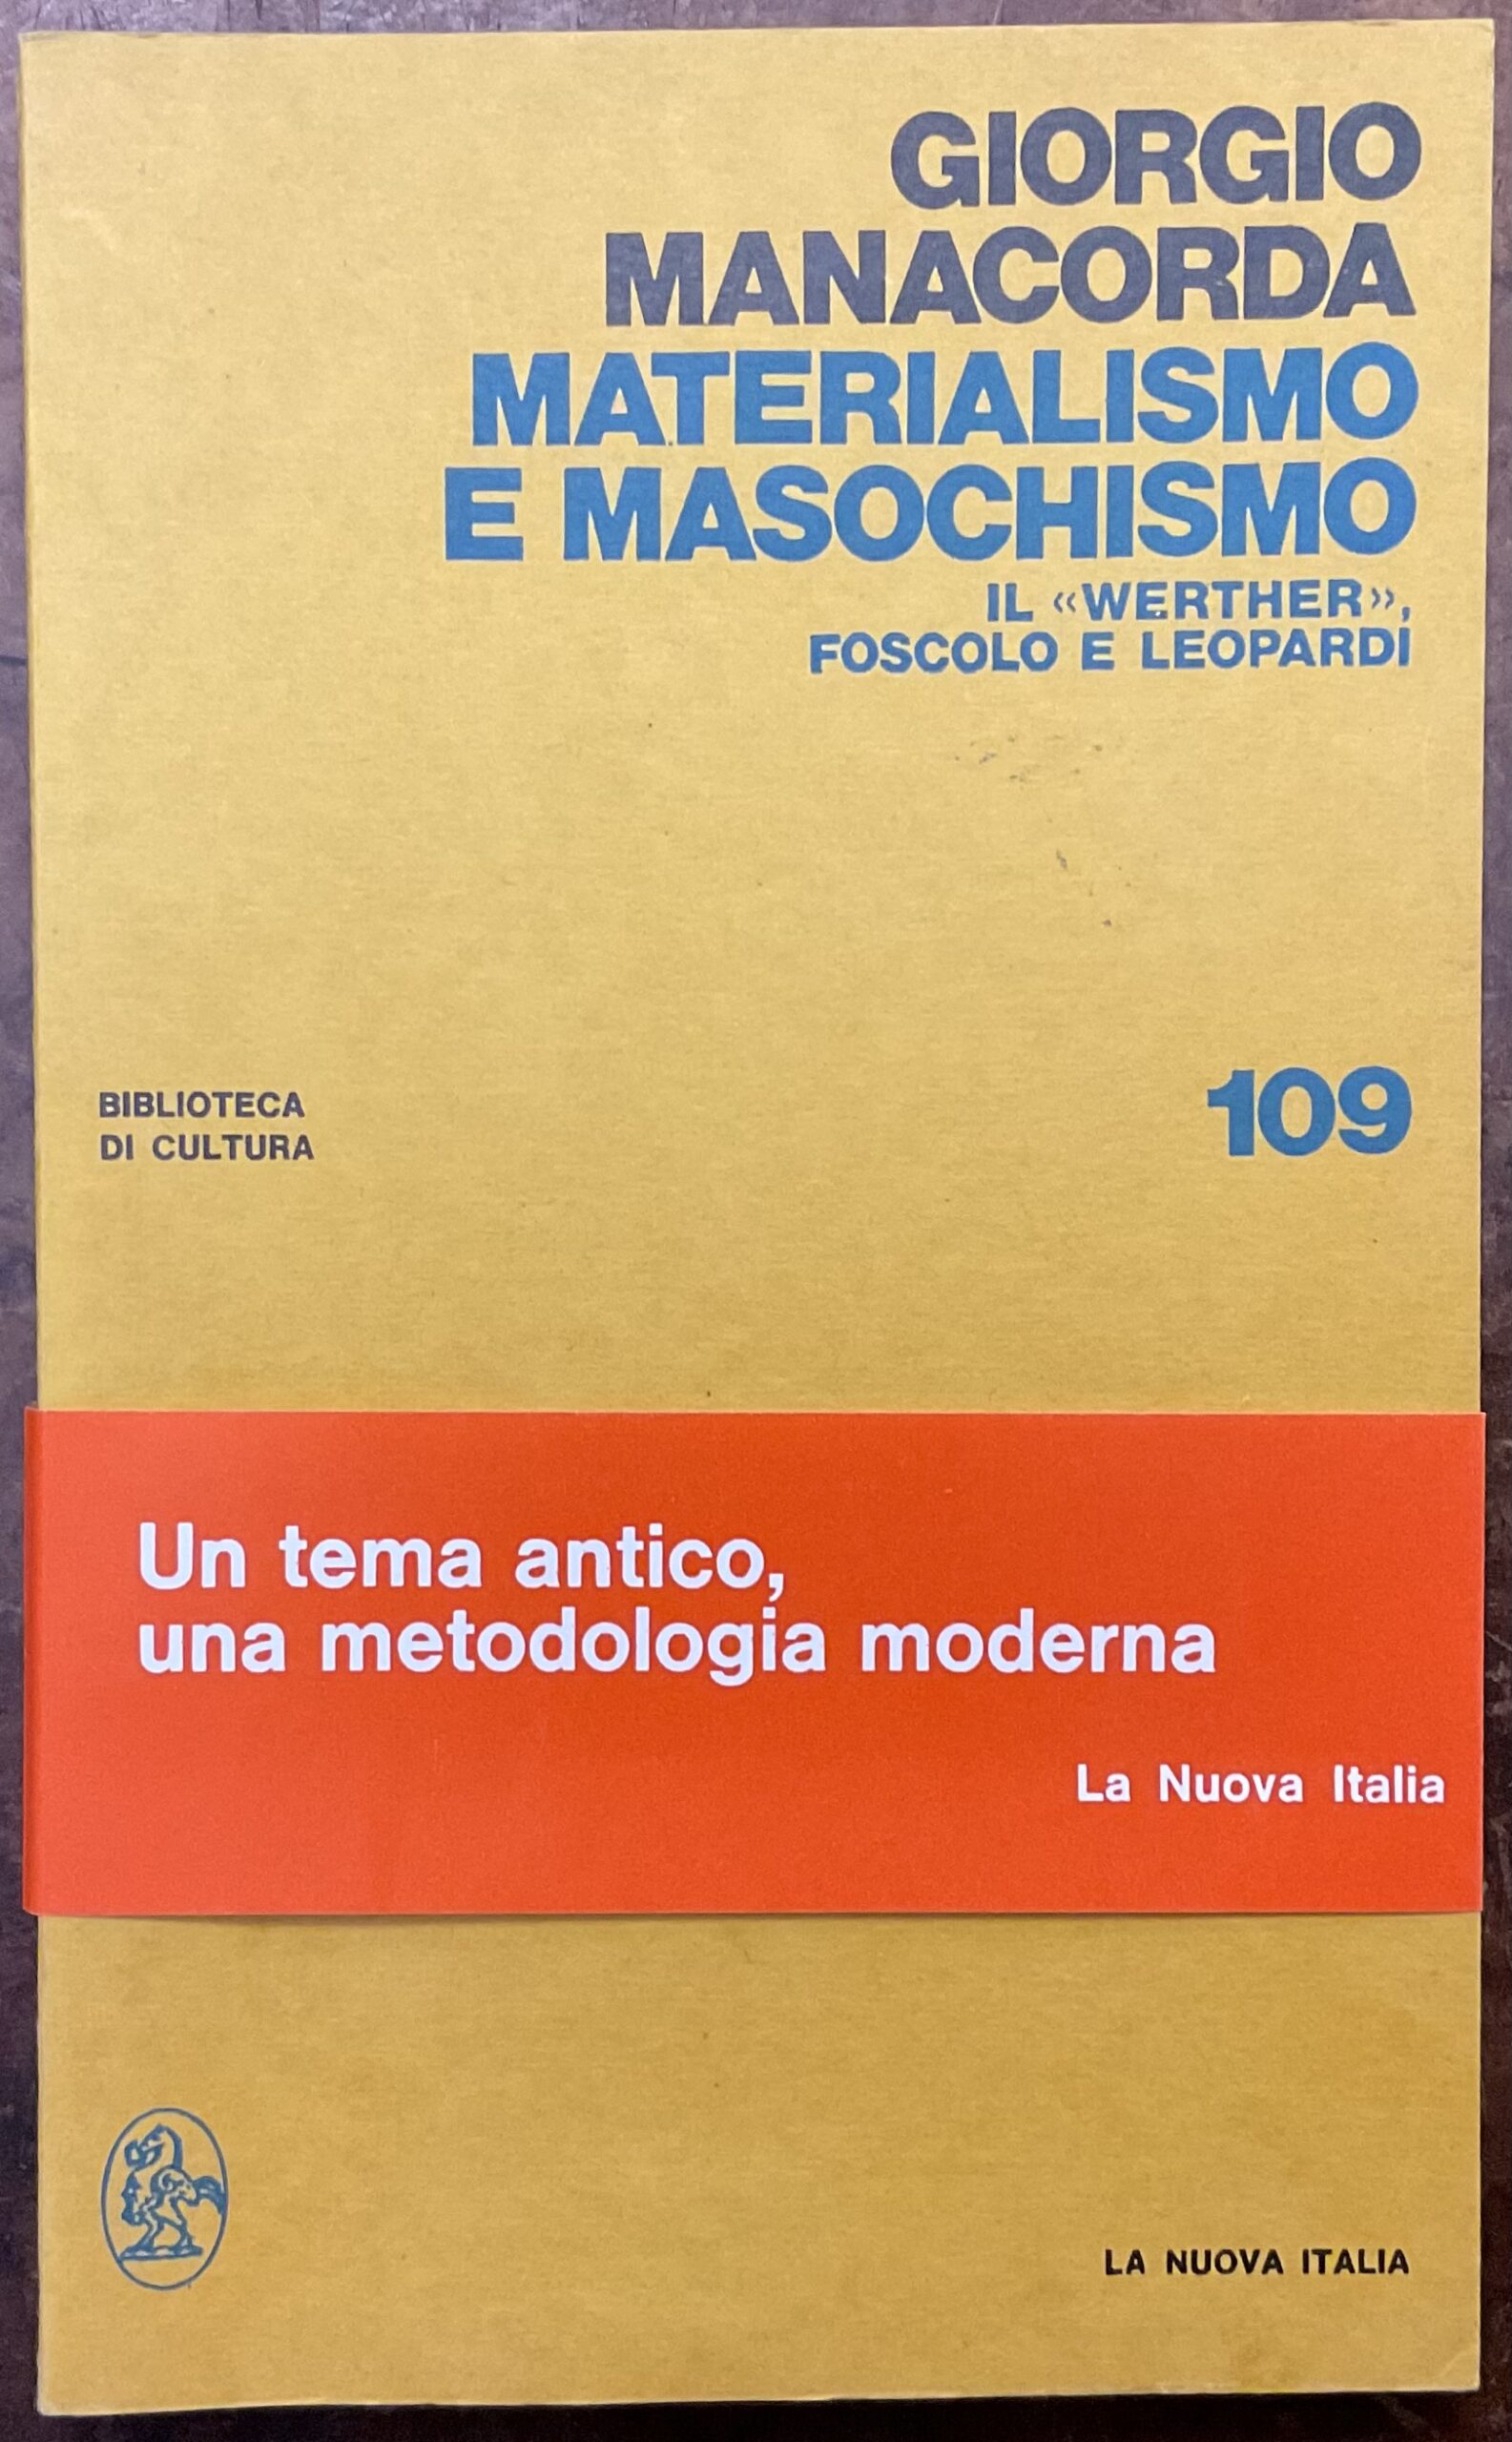 GIORGIO
MANACORDA
MATERIALISMO
E MASOCHISMO
IL «WERTHER»,
FOSCOLO E LEOPARDI
BIBLIOTECA
DI CULTURA
109
Un tema antico,
una metodologia moderna
La Nuova Italia
LA NUOVA ITALIA